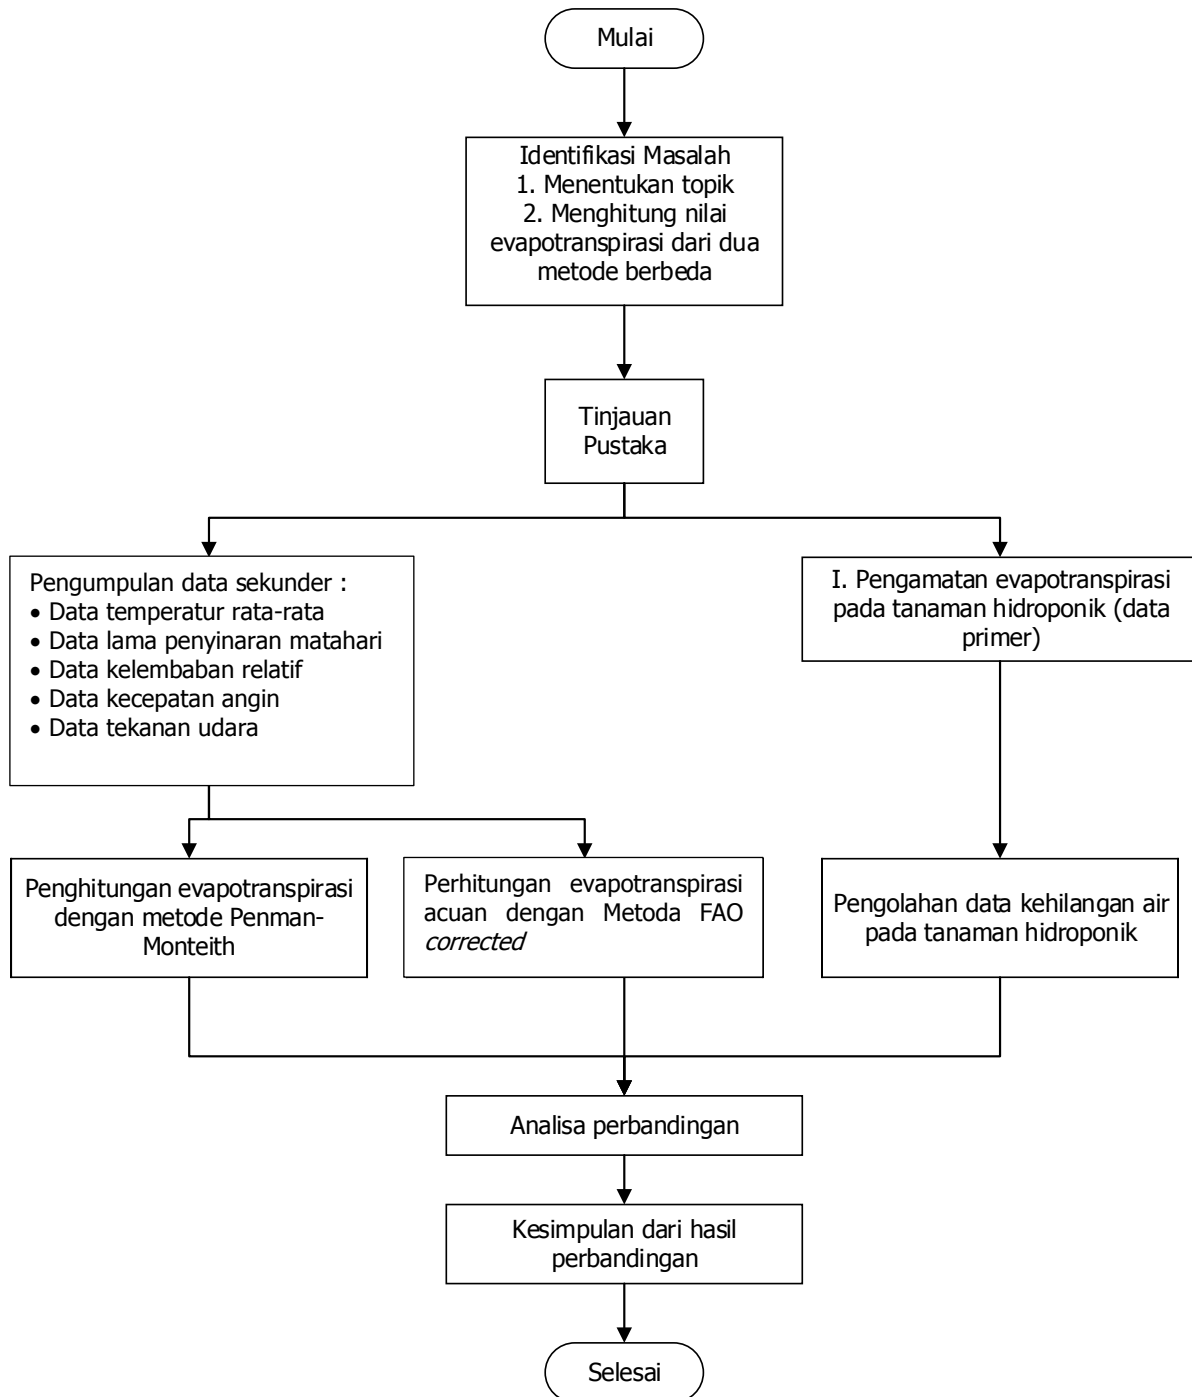 Mulai
Identifikasi Masalah
1. Menentukan topik
2. Menghitung nilai
evapotranspirasi dari dua
metode berbeda
Tinjauan
Pustaka
Pengumpulan data sekunder :
• Data temperatur rata-rata
• Data lama penyinaran matahari
• Data kelembaban relatif
• Data kecepatan angin
• Data tekanan udara
I. Pengamatan evapotranspirasi
pada tanaman hidroponik (data
primer)
Penghitungan evapotranspirasi
dengan metode Penman-
Monteith
Perhitungan evapotranspirasi
acuan dengan Metoda FAO
corrected
Pengolahan data kehilangan air
pada tanaman hidroponik
Analisa perbandingan
Kesimpulan dari hasil
perbandingan
Selesai